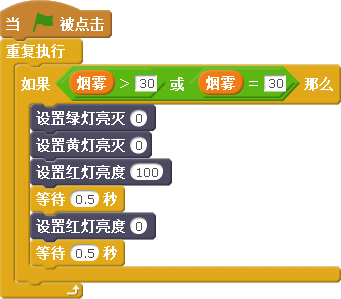 当 被点击
重复执行
如果 烟雾 > 30 或 烟雾 = 30 那么
设置绿灯亮灭 0
设置黄灯亮灭 0
设置红灯亮度 100
等待 0.5 秒
设置红灯亮度 0
等待 0.5 秒